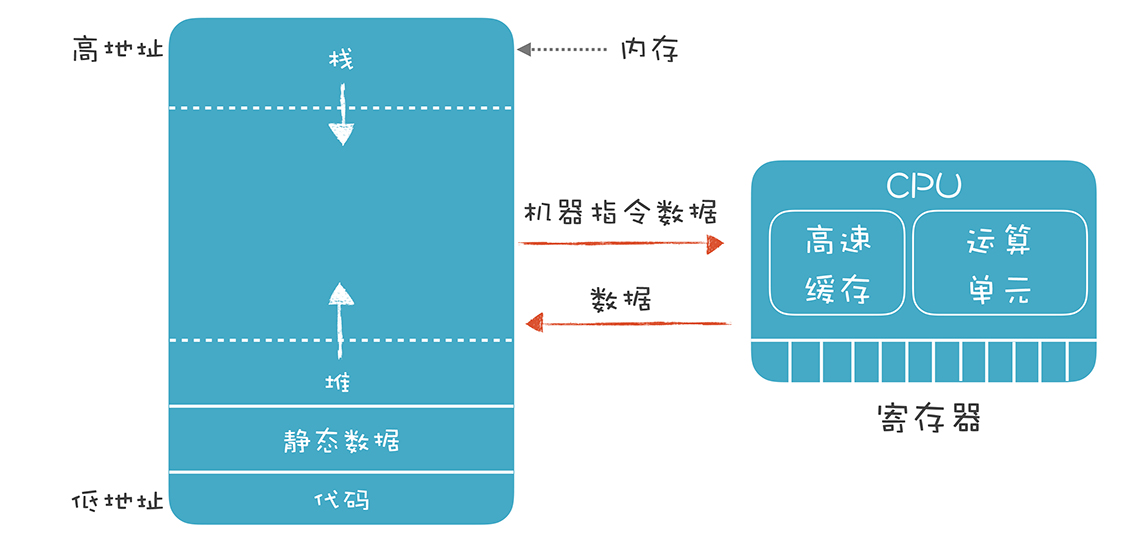 高地址
栈
内存
机器指令数据
数据
堆
静态数据
低地址
代码
CPU
高速
缓存
运算
单元
寄存器